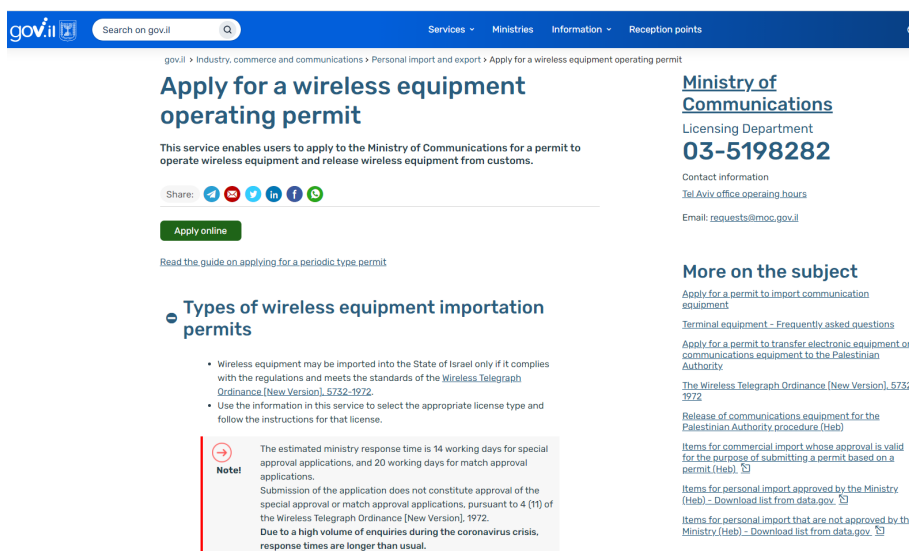 gov.il
Search on gov.il
Services
Ministries
Information
Reception points
gov.il › Industry, commerce and communications › Personal import and export › Apply for a wireless equipment operating permit
Apply for a wireless equipment
operating permit
This service enables users to apply to the Ministry of Communications for a permit to
operate wireless equipment and release wireless equipment from customs.
Share:
Apply online
Read the guide on applying for a periodic type permit
Types of wireless equipment importation
permits
• Wireless equipment may be imported into the State of Israel only if it complies
with the regulations and meets the standards of the Wireless Telegraph
Ordinance [New Version], 5732-1972.
• Use the information in this service to select the appropriate license type and
follow the instructions for that license.
Note!
The estimated ministry response time is 14 working days for special
approval applications, and 20 working days for match approval
applications.
Submission of the application does not constitute approval of the
special approval or match approval applications, pursuant to 4 (11) of
the Wireless Telegraph Ordinance [New Version], 1972.
Due to a high volume of enquiries during the coronavirus crisis,
response times are longer than usual.
Ministry of
Communications
Licensing Department
03-5198282
Contact information
Tel Aviv office operaing hours
Email: requests@moc.gov.il
More on the subject
Apply for a permit to import communication
equipment
Terminal equipment - Frequently asked questions
Apply for a permit to transfer electronic equipment or
communications equipment to the Palestinian
Authority
The Wireless Telegraph Ordinance [New Version], 5732
1972
Release of communications equipment for the
Palestinian Authority procedure (Heb)
Items for commercial import whose approval is valid
for the purpose of submitting a permit based on a
permit (Heb)
Items for personal import approved by the Ministry
(Heb) - Download list from data.gov
Items for personal import that are not approved by th
Ministry (Heb) - Download list from data.gov